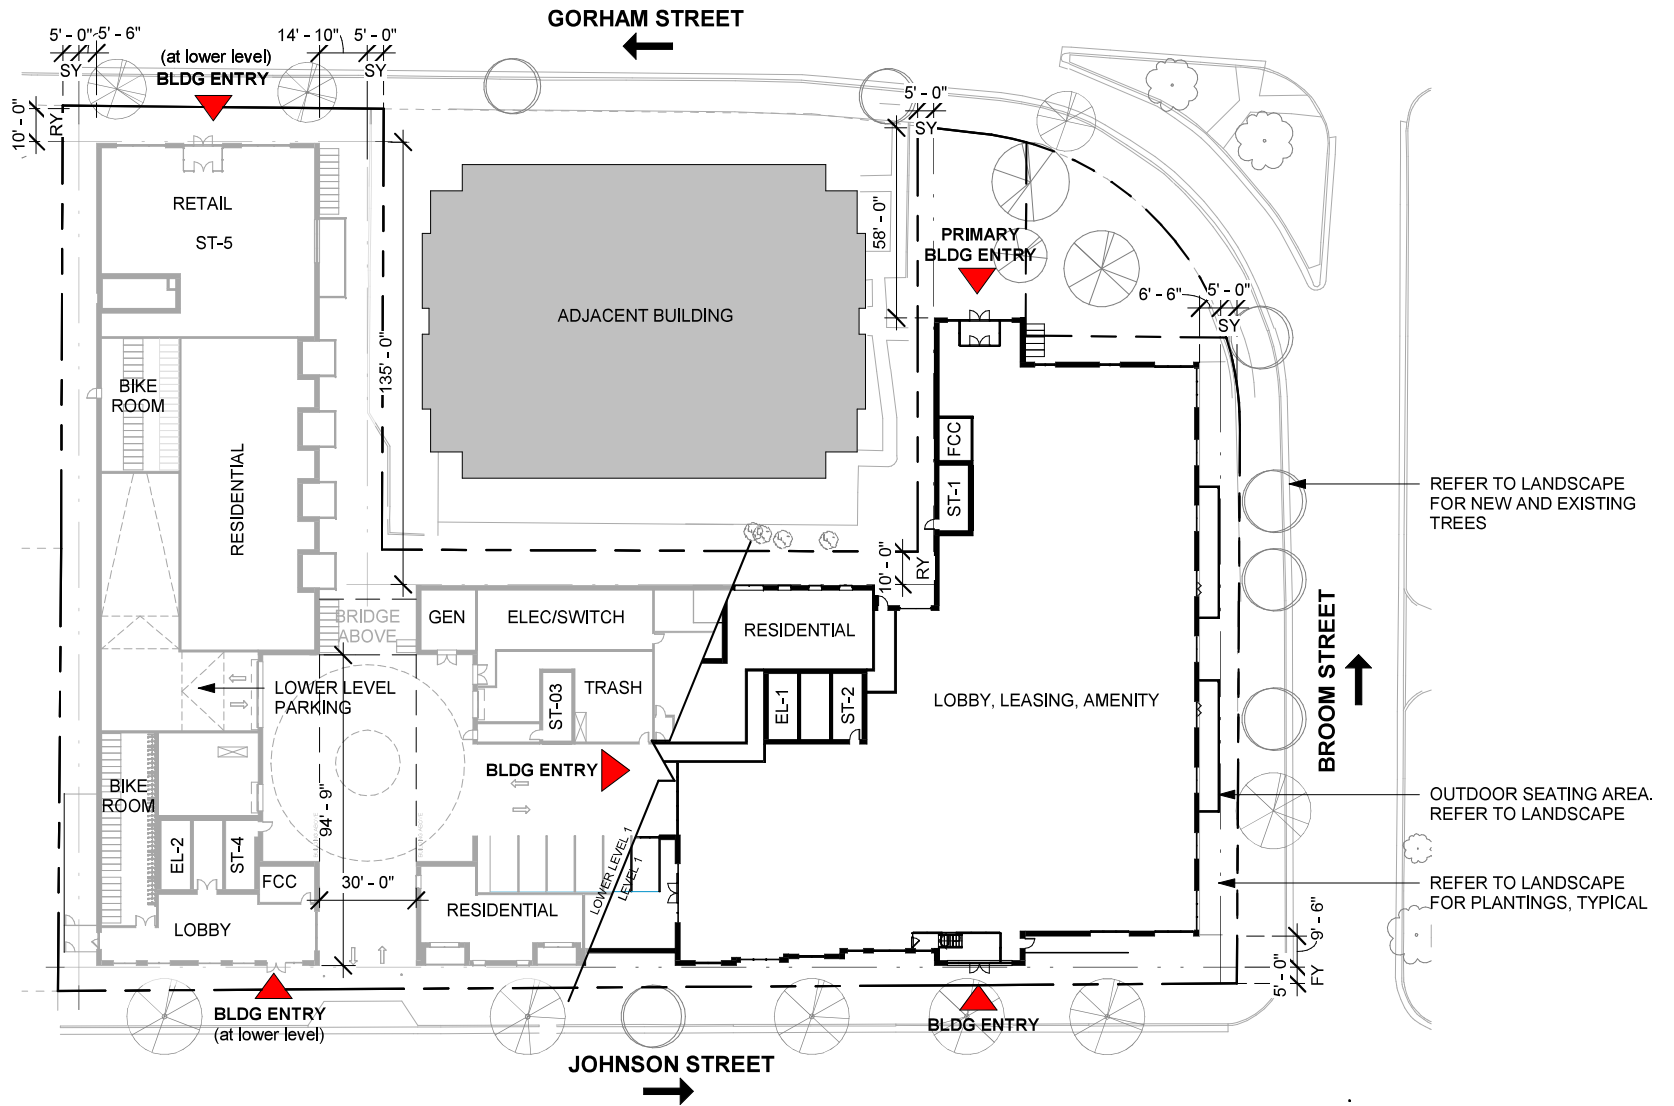 GORHAM STREET
5' - 0"
5' - 6"
(at lower level)
BLDG ENTRY
14' - 10"
5' - 0"
SY
SY
10' - 0"
RY
5' - 0"
SY
58' - 0"
PRIMARY
BLDG ENTRY
6' - 6"
5' - 0"
SY
RETAIL
ST-5
ADJACENT BUILDING
135' - 0"
BIKE
ROOM
RESIDENTIAL
FCC
ST-1
REFER TO LANDSCAPE
FOR NEW AND EXISTING
TREES
10' - 0"
RY
BRIDGE
ABOVE
GEN
ELEC/SWITCH
RESIDENTIAL
BROOM STREET
LOWER LEVEL
PARKING
TRASH
ST-03
EL-1
ST-2
LOBBY, LEASING, AMENITY
BLDG ENTRY
BIKE
ROOM
94' - 9"
OUTDOOR SEATING AREA.
REFER TO LANDSCAPE
EL-2
ST-4
FCC
30' - 0"
LOWER LEVEL 1
LEVEL 1
REFER TO LANDSCAPE
FOR PLANTINGS, TYPICAL
LOBBY
RESIDENTIAL
9' - 6"
5' - 0"
FY
BLDG ENTRY
(at lower level)
BLDG ENTRY
JOHNSON STREET